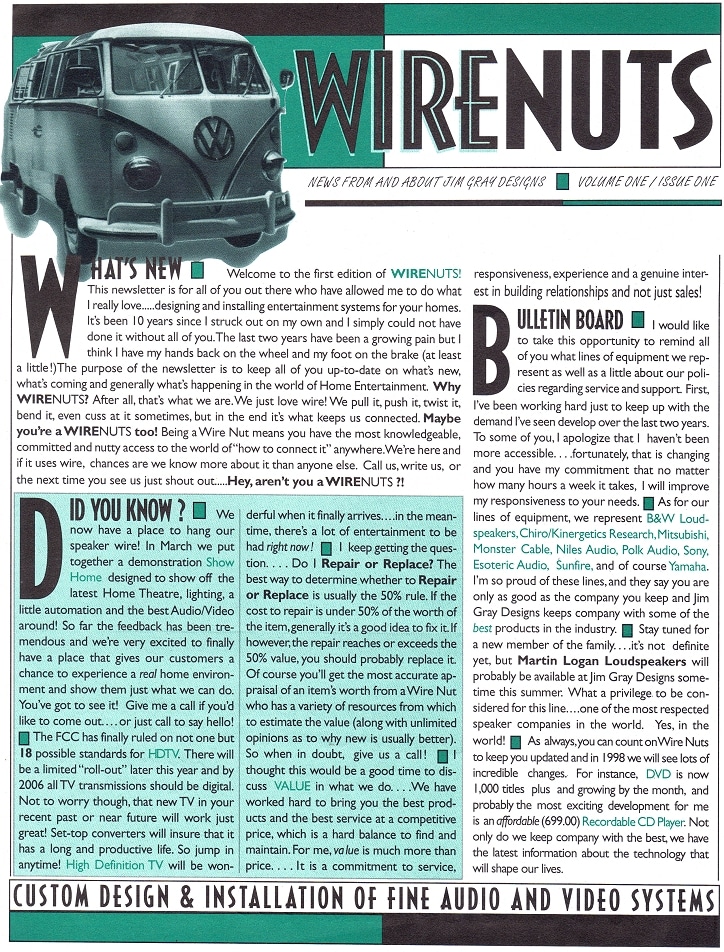 WIRENUTS
NEWS FROM AND ABOUT JIM GRAY DESIGNS VOLUME ONE / ISSUE ONE
WHAT'S NEW Welcome to the first edition of WIRENUTS!
This newsletter is for all of you out there who have allowed me to do what
I really love.....designing and installing entertainment systems for your homes.
It's been 10 years since I struck out on my own and I simply could not have
done it without all of you.The last two years have been a growing pain but I
think I have my hands back on the wheel and my foot on the brake (at least
a little!)The purpose of the newsletter is to keep all of you up-to-date on what's new,
what's coming and generally what's happening in the world of Home Entertainment. Why
WIRENUTS? After all, that's what we are. We just love wire! We pull it, push it, twist it,
bend it, even cuss at it sometimes, but in the end it's what keeps us connected. Maybe
you're a WIRENUTS too! Being a Wire Nut means you have the most knowledgeable,
committed and nutty access to the world of "how to connect it" anywhere.We're here and
if it uses wire, chances are we know more about it than anyone else. Call us, write us, or
the next time you see us just shout out.....Hey, aren't you a WIRENUTS ?!
DID YOU KNOW ? We
now have a place to hang our
speaker wire! In March we put
together a demonstration Show
Home designed to show off the
latest Home Theatre, lighting, a
little automation and the best Audio/Video
around! So far the feedback has been tre-
mendous and we're very excited to finally
have a place that gives our customers a
chance to experience a real home environ-
ment and show them just what we can do.
You've got to see it! Give me a call if you'd
like to come out....or just call to say hello!
The FCC has finally ruled on not one but
18 possible standards for HDTV. There will
be a limited "roll-out" later this year and by
2006 all TV transmissions should be digital.
Not to worry though, that new TV in your
recent past or near future will work just
great! Set-top converters will insure that it
has a long and productive life. So jump in
anytime! High Definition TV will be won-
derful when it finally arrives....in the mean-
time, there's a lot of entertainment to be
had right now! I keep getting the ques-
tion. . . . Do I Repair or Replace? The
best way to determine whether to Repair
or Replace is usually the 50% rule. If the
cost to repair is under 50% of the worth of
the item, generally it's a good idea to fix it. If
however, the repair reaches or exceeds the
50% value, you should probably replace it.
Of course you'll get the most accurate ap-
praisal of an item's worth from a Wire Nut
who has a variety of resources from which
to estimate the value (along with unlimited
opinions as to why new is usually better).
So when in doubt, give us a call! I
thought this would be a good time to dis-
cuss VALUE in what we do. . . .We have
worked hard to bring you the best prod-
ucts and the best service at a competitive
price, which is a hard balance to find and
maintain. For me, value is much more than
price. . . . It is a commitment to service,
responsiveness, experience and a genuine inter-
est in building relationships and not just sales!
BULLETIN BOARD I would like
to take this opportunity to remind all
of you what lines of equipment we rep-
resent as well as a little about our poli-
cies regarding service and support. First,
I've been working hard just to keep up with the
demand I've seen develop over the last two years.
To some of you, I apologize that I haven't been
more accessible. . . .fortunately, that is changing
and you have my commitment that no matter
how many hours a week it takes, I will improve
my responsiveness to your needs. As for our
lines of equipment, we represent B&W Loud-
speakers, Chiro/Kinergetics Research, Mitsubishi,
Monster Cable, Niles Audio, Polk Audio, Sony,
Esoteric Audio, Sunfire, and of course Yamaha.
I'm so proud of these lines, and they say you are
only as good as the company you keep and Jim
Gray Designs keeps company with some of the
best products in the industry. Stay tuned for
a new member of the family. . . .it's not definite
yet, but Martin Logan Loudspeakers will
probably be available at Jim Gray Designs some-
time this summer. What a privilege to be con-
sidered for this line....one of the most respected
speaker companies in the world. Yes, in the
world! As always, you can count on Wire Nuts
to keep you updated and in 1998 we will see lots of
incredible changes. For instance, DVD is now
1,000 titles plus and growing by the month, and
probably the most exciting development for me
is an affordable (699.00) Recordable CD Player. Not
only do we keep company with the best, we have
the latest information about the technology that
will shape our lives.
CUSTOM DESIGN & INSTALLATION OF FINE AUDIO AND VIDEO SYSTEMS